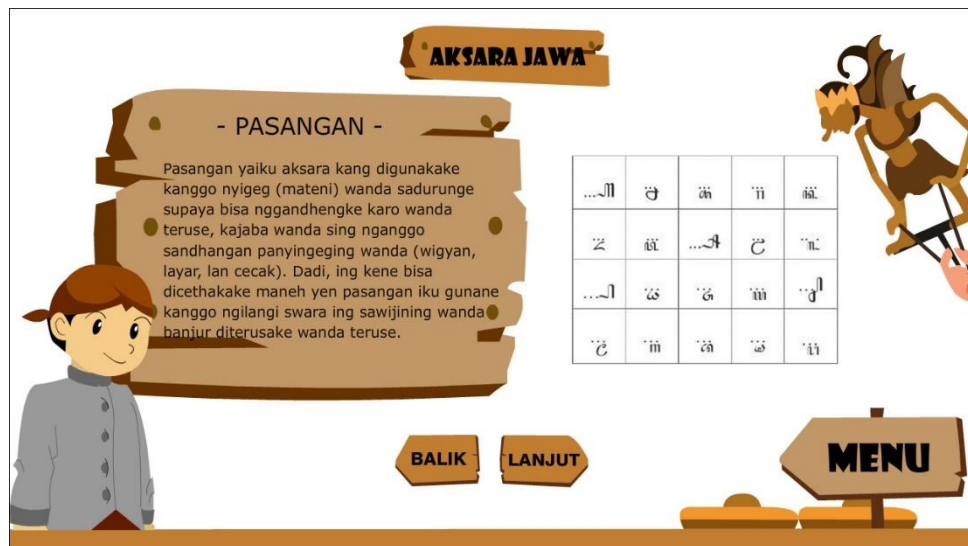 AKSARA JAWA
- PASANGAN -
Pasangan yaiku aksara kang digunakake
kanggo nyigeg (mateni) wanda sadurunge
supaya bisa nggandhengke karo wanda
teruse, kajaba wanda sing nganggo
sandhangan panyingeging wanda (wigyan,
layar, lan cecak). Dadi, ing kene bisa
dicethakake maneh yen pasangan iku gunane
kanggo ngilangi swara ing sawijining wanda
banjur diterusake wanda teruse.
BALIK
LANJUT
MENU